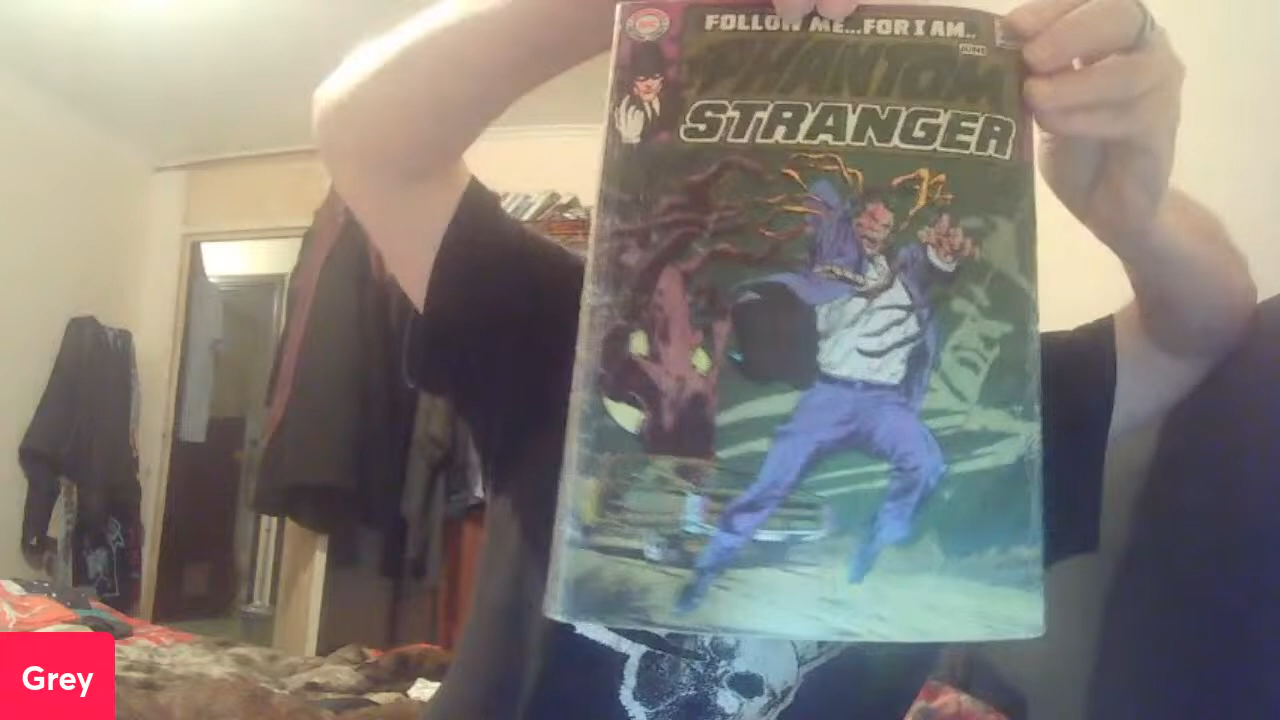 FOLLOW ME...FOR I AM..
JUNE
PHANTOM
STRANGER
Grey